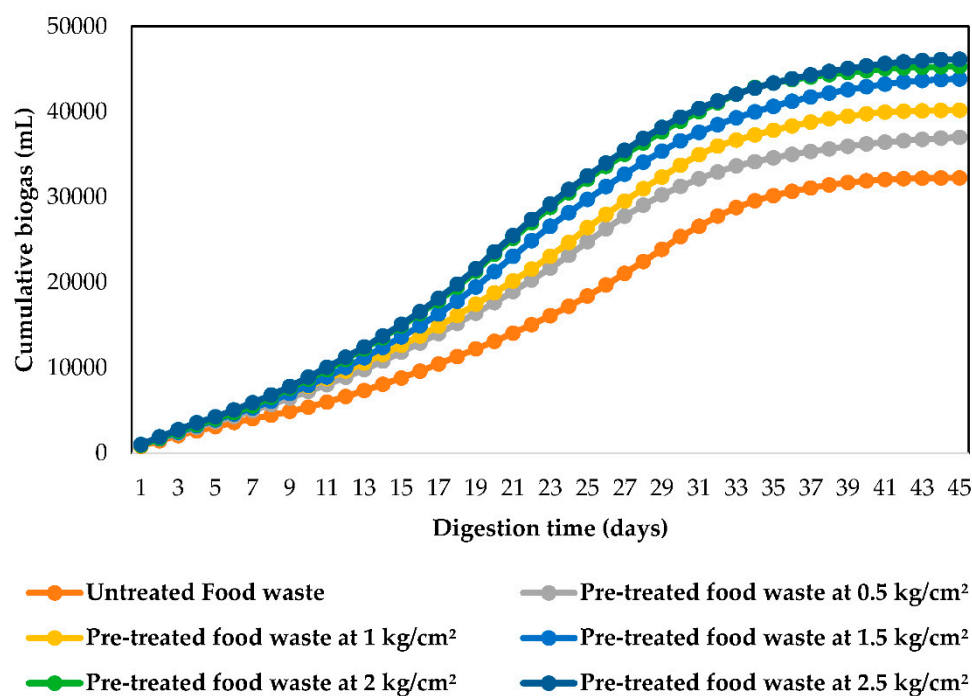 50000
40000
30000
20000
10000
0
Cumulative biogas (mL)
1 3 5 7 9 11 13 15 17 19 21 23 25 27 29 31 33 35 37 39 41 43 45
Digestion time (days)
Untreated Food waste
Pre-treated food waste at 0.5 kg/cm²
Pre-treated food waste at 1 kg/cm²
Pre-treated food waste at 1.5 kg/cm²
Pre-treated food waste at 2 kg/cm²
Pre-treated food waste at 2.5 kg/cm²